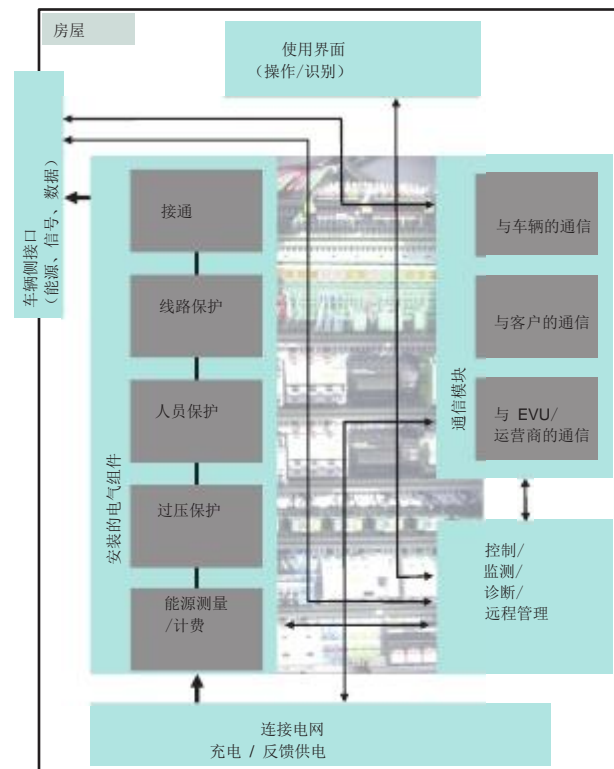 房屋
使用界面
（操作/识别）
车辆侧接口
（能源、信号、数据）
安装的电气组件
接通
线路保护
人员保护
过压保护
能源测量
/计费
通信模块
与车辆的通信
与客户的通信
与 EVU/
运营商的通信
控制/
监测/
诊断/
远程管理
连接电网
充电 / 反馈供电